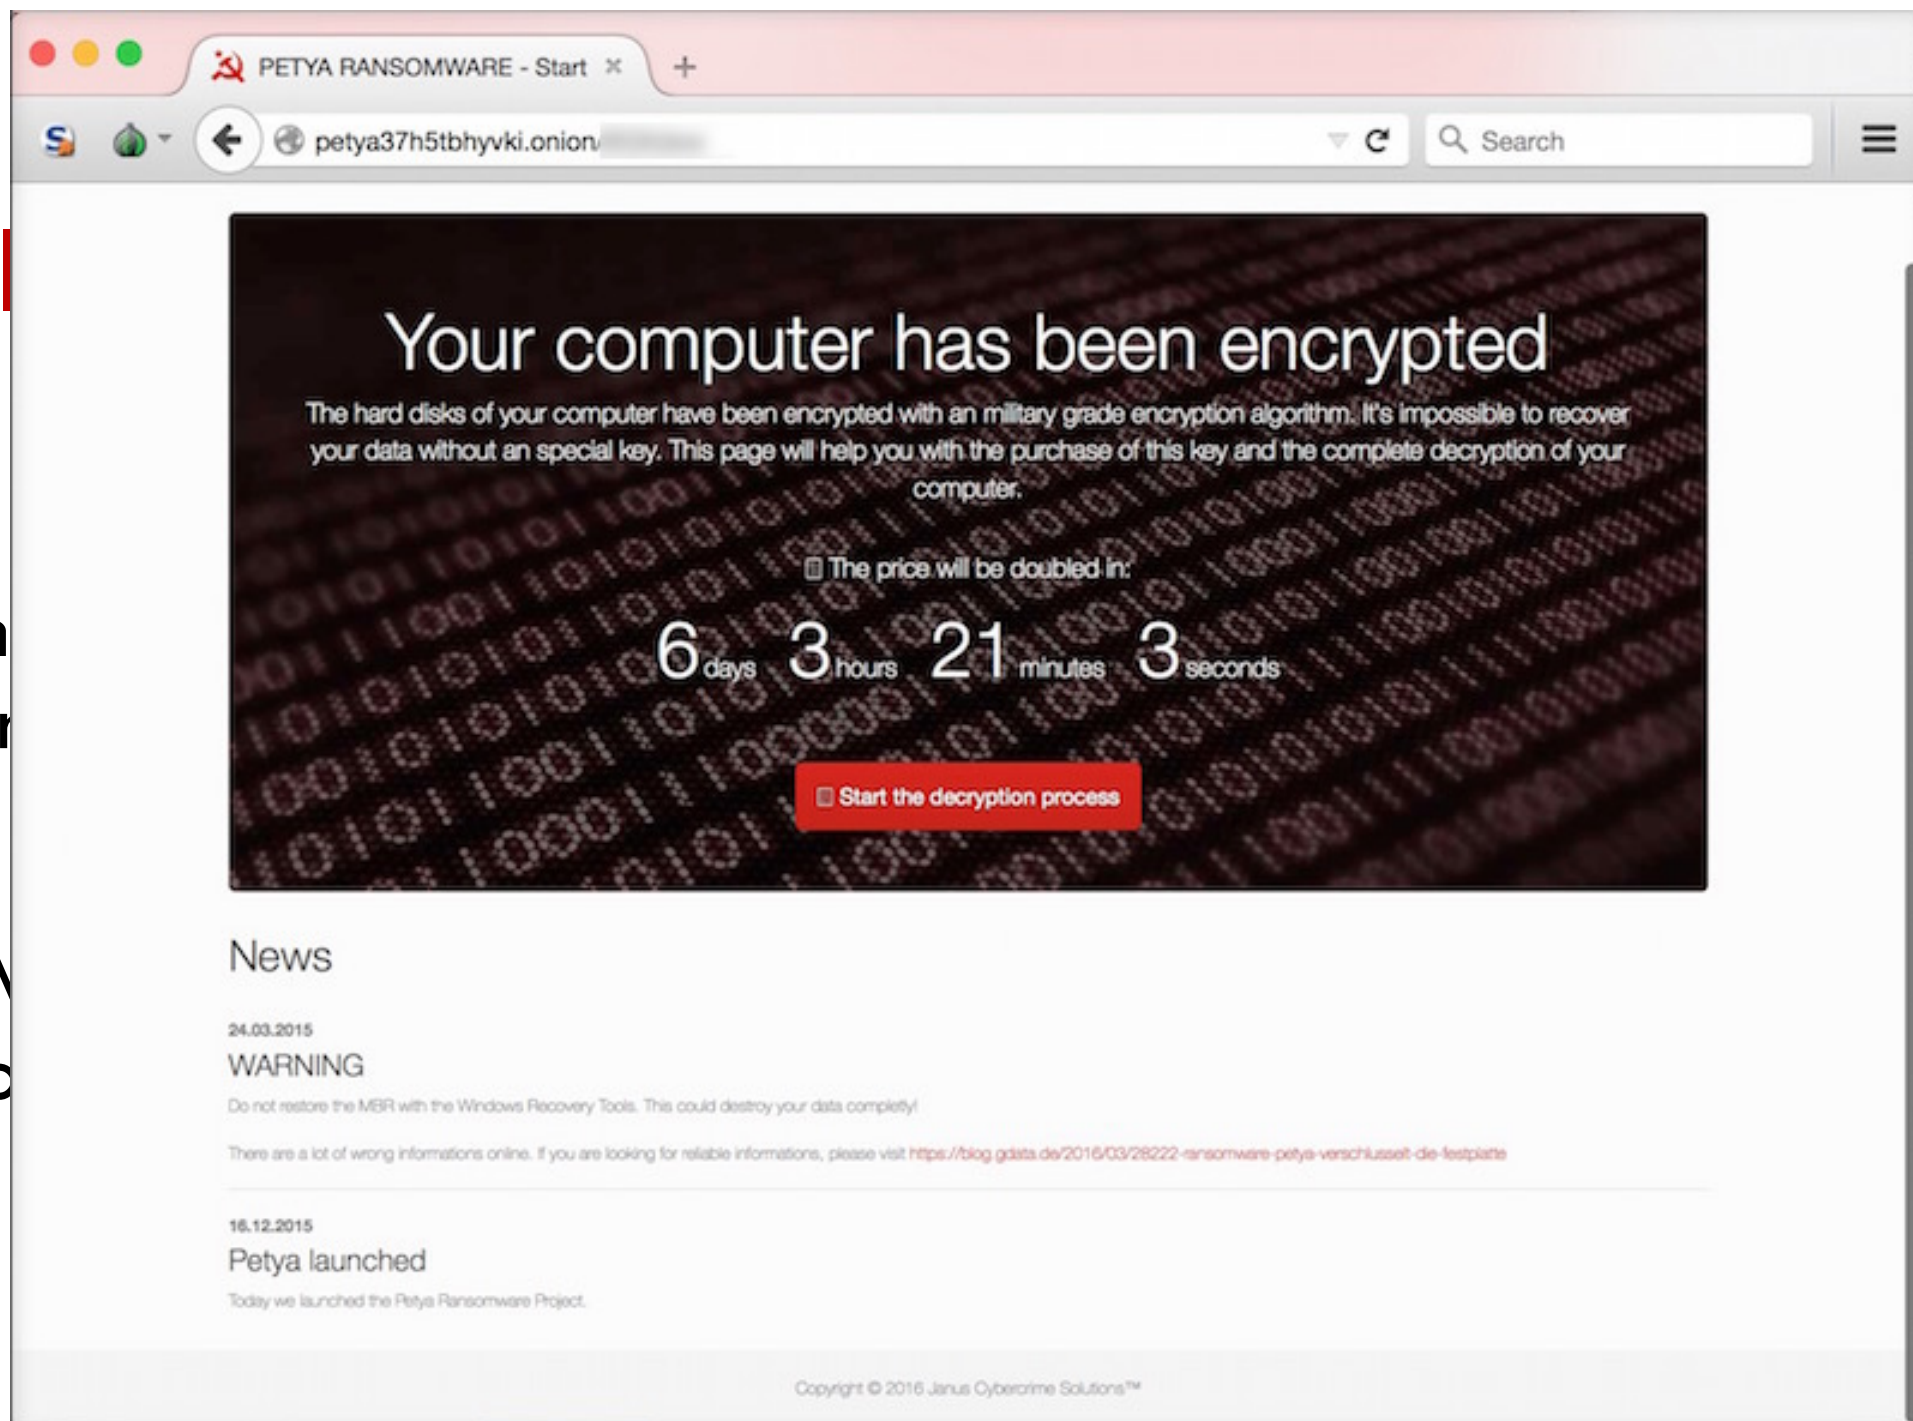 PETYA RANSOMWARE - Start
petya37h5tbhyvki.onion/
Search
Your computer has been encrypted
The hard disks of your computer have been encrypted with an military grade encryption algorithm. It's impossible to recover
your data without an special key. This page will help you with the purchase of this key and the complete decryption of your
computer.
The price will be doubled in:
6 days 3 hours 21 minutes 3 seconds
Start the decryption process
News
24.03.2015
WARNING
Do not restore the MBR with the Windows Recovery Tools. This could destroy your data completly!
There are a lot of wrong informations online. If you are looking for reliable informations, please visit https://blog.gdata.de/2016/03/28222-ransomware-petya-verschlusselt-die-festplatte
16.12.2015
Petya launched
Today we launched the Petya Ransomware Project.
Copyright © 2016 Janus Cybercrime Solutions™